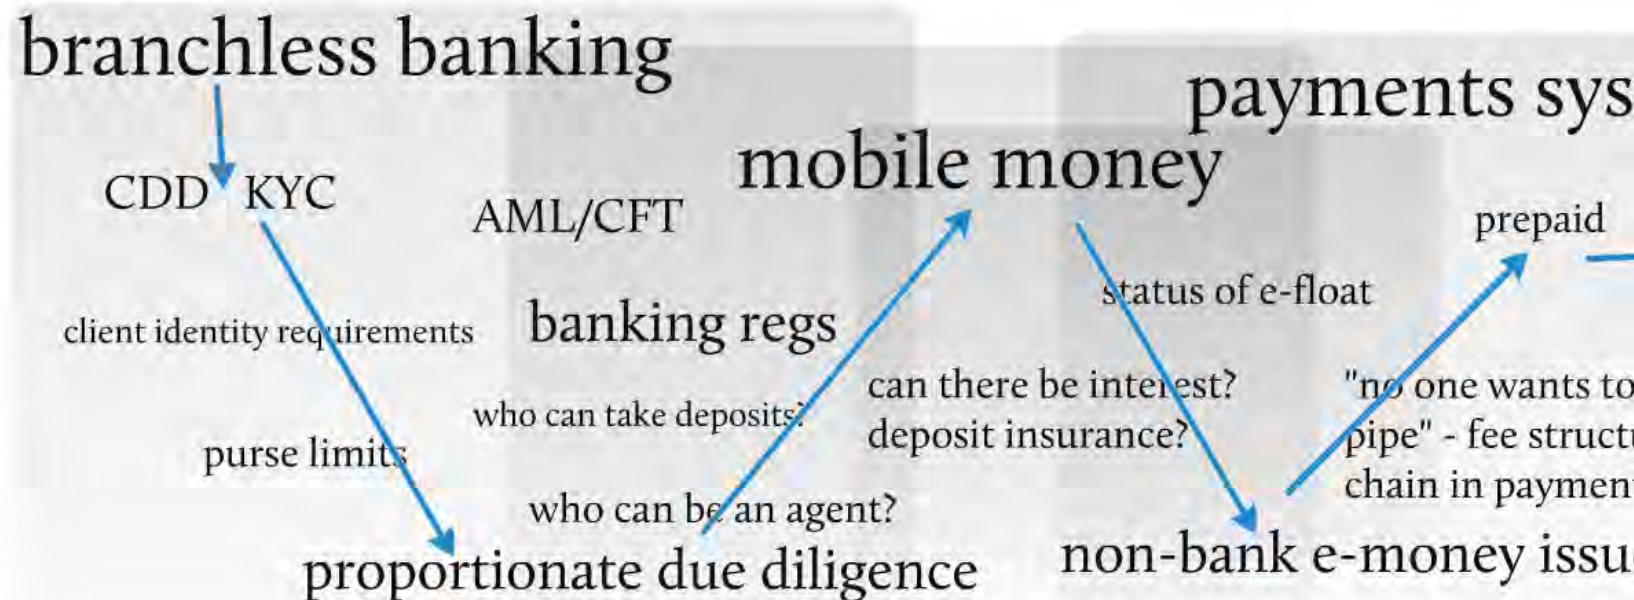 branchless banking
payments sys
mobile money
CDD KYC
AML/CFT
prepaid
status of e-float
client identity requirements
banking regs
who can take deposits?
can there be interest?
deposit insurance?
"no one wants to
pipe" - fee struct
chain in paymen
purse limits
who can be an agent?
proportionate due diligence
non-bank e-money issu